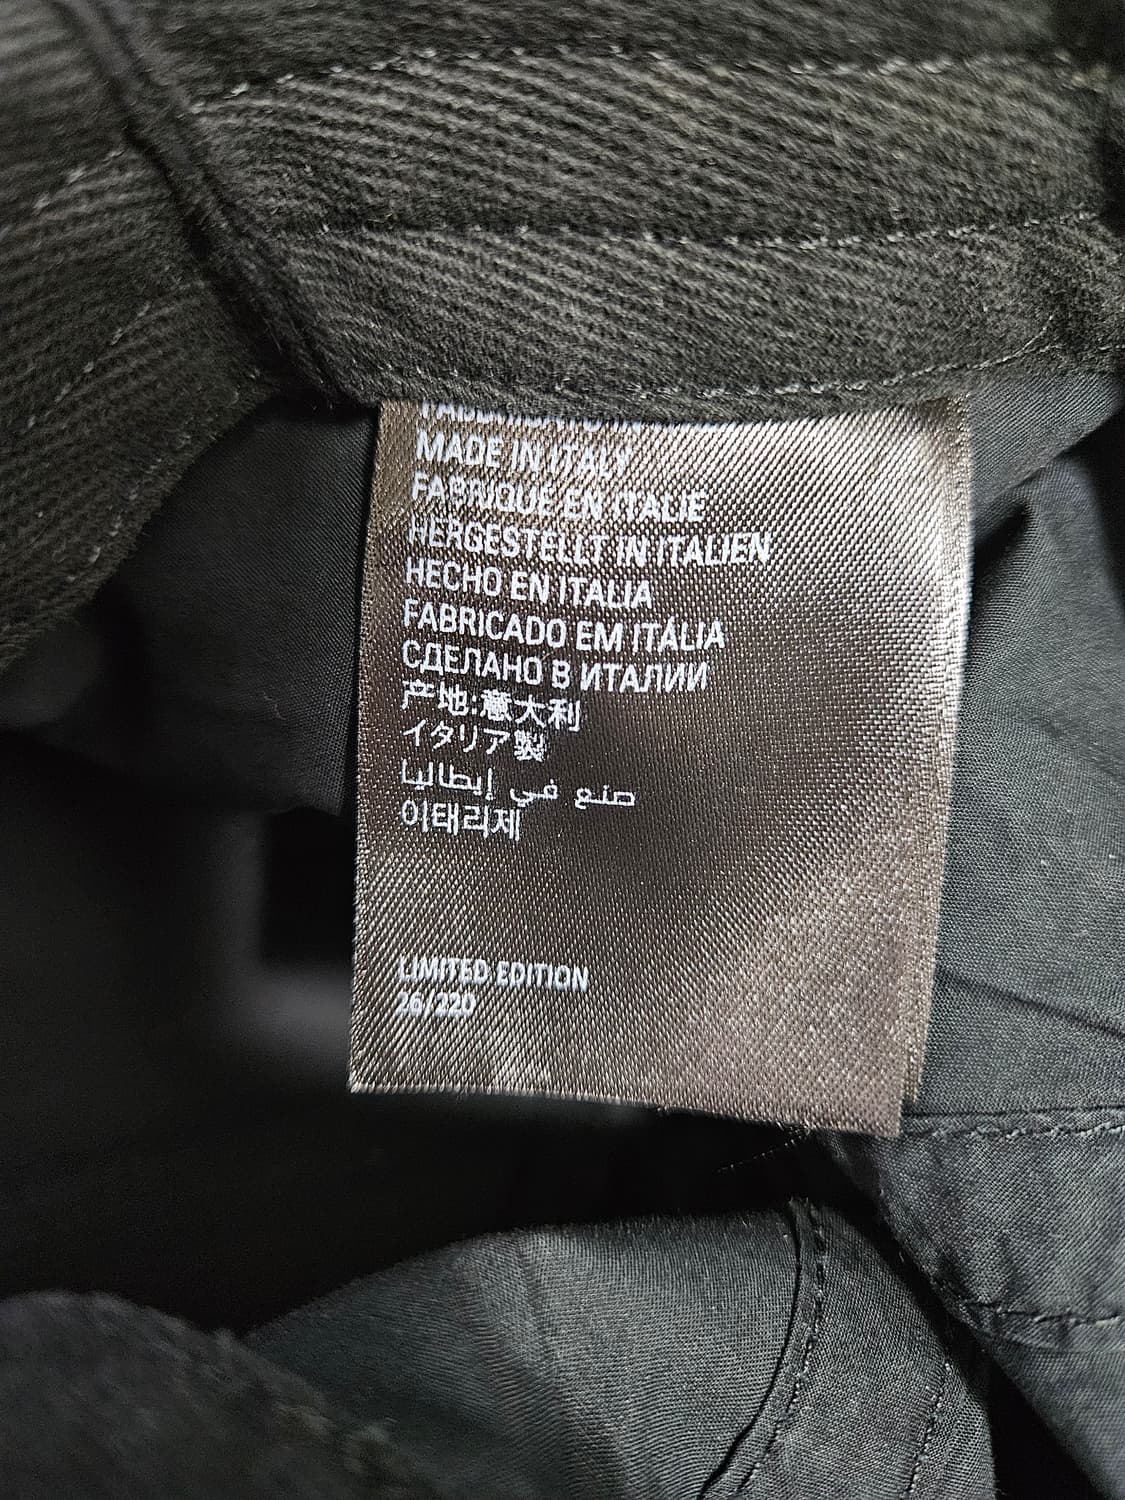 MADE IN ITALY
FABRIQUÉ EN ITALIE
HERGESTELLT IN ITALIEN
HECHO EN ITALIA
FABRICADO EM ITÁLIA
СДЕЛАНО В ИТАЛИИ
产地:意大利
イタリア製
صنع في إيطاليا
이태리제
LIMITED EDITION
26/220